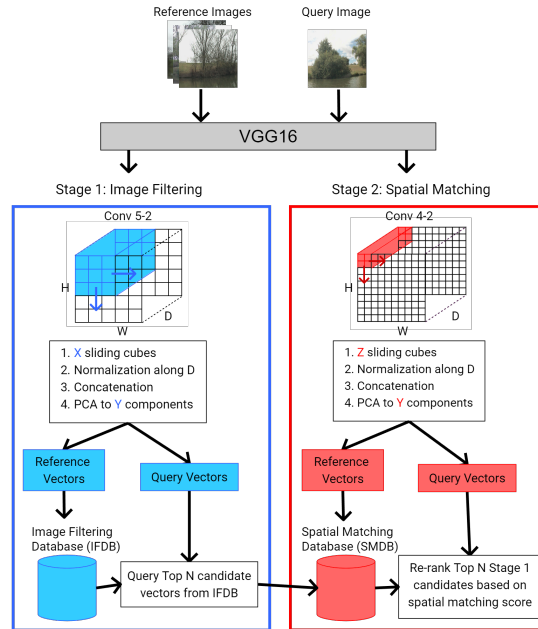 Reference Images
Query Image
VGG16
Stage 1: Image Filtering
Stage 2: Spatial Matching
Conv 5-2
H
D
W
1. X sliding cubes
2. Normalization along D
3. Concatenation
4. PCA to Y components
Reference
Vectors
Query Vectors
Image Filtering
Database (IFDB)
Query Top N candidate
vectors from IFDB
Conv 4-2
H
D
W
1. Z sliding cubes
2. Normalization along D
3. Concatenation
4. PCA to Y components
Reference
Vectors
Query Vectors
Spatial Matching
Database (SMDB)
Re-rank Top N Stage 1
candidates based on
spatial matching score